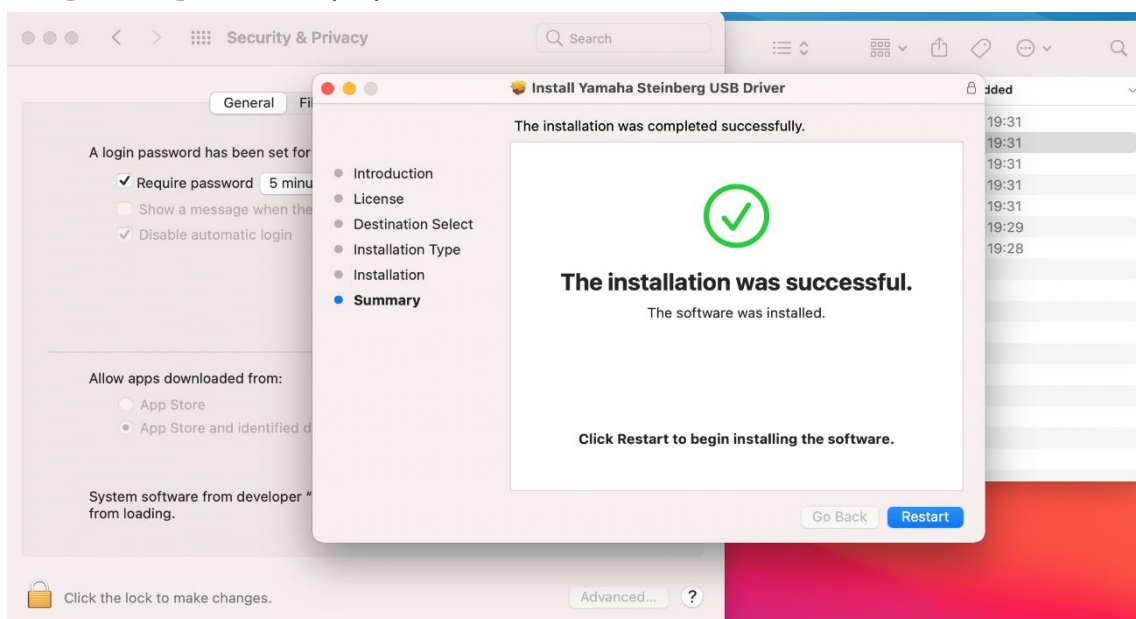 Security & Privacy
Search
General
A login password has been set for
Require password 5 minu
Show a message when the
Disable automatic login
Allow apps downloaded from:
App Store
App Store and identified d
System software from developer “
from loading.
Click the lock to make changes.
Advanced...
?
Install Yamaha Steinberg USB Driver
The installation was completed successfully.
Introduction
License
Destination Select
Installation Type
Installation
Summary
The installation was successful.
The software was installed.
Click Restart to begin installing the software.
Go Back
Restart
dded
19:31
19:31
19:31
19:31
19:31
19:29
19:28